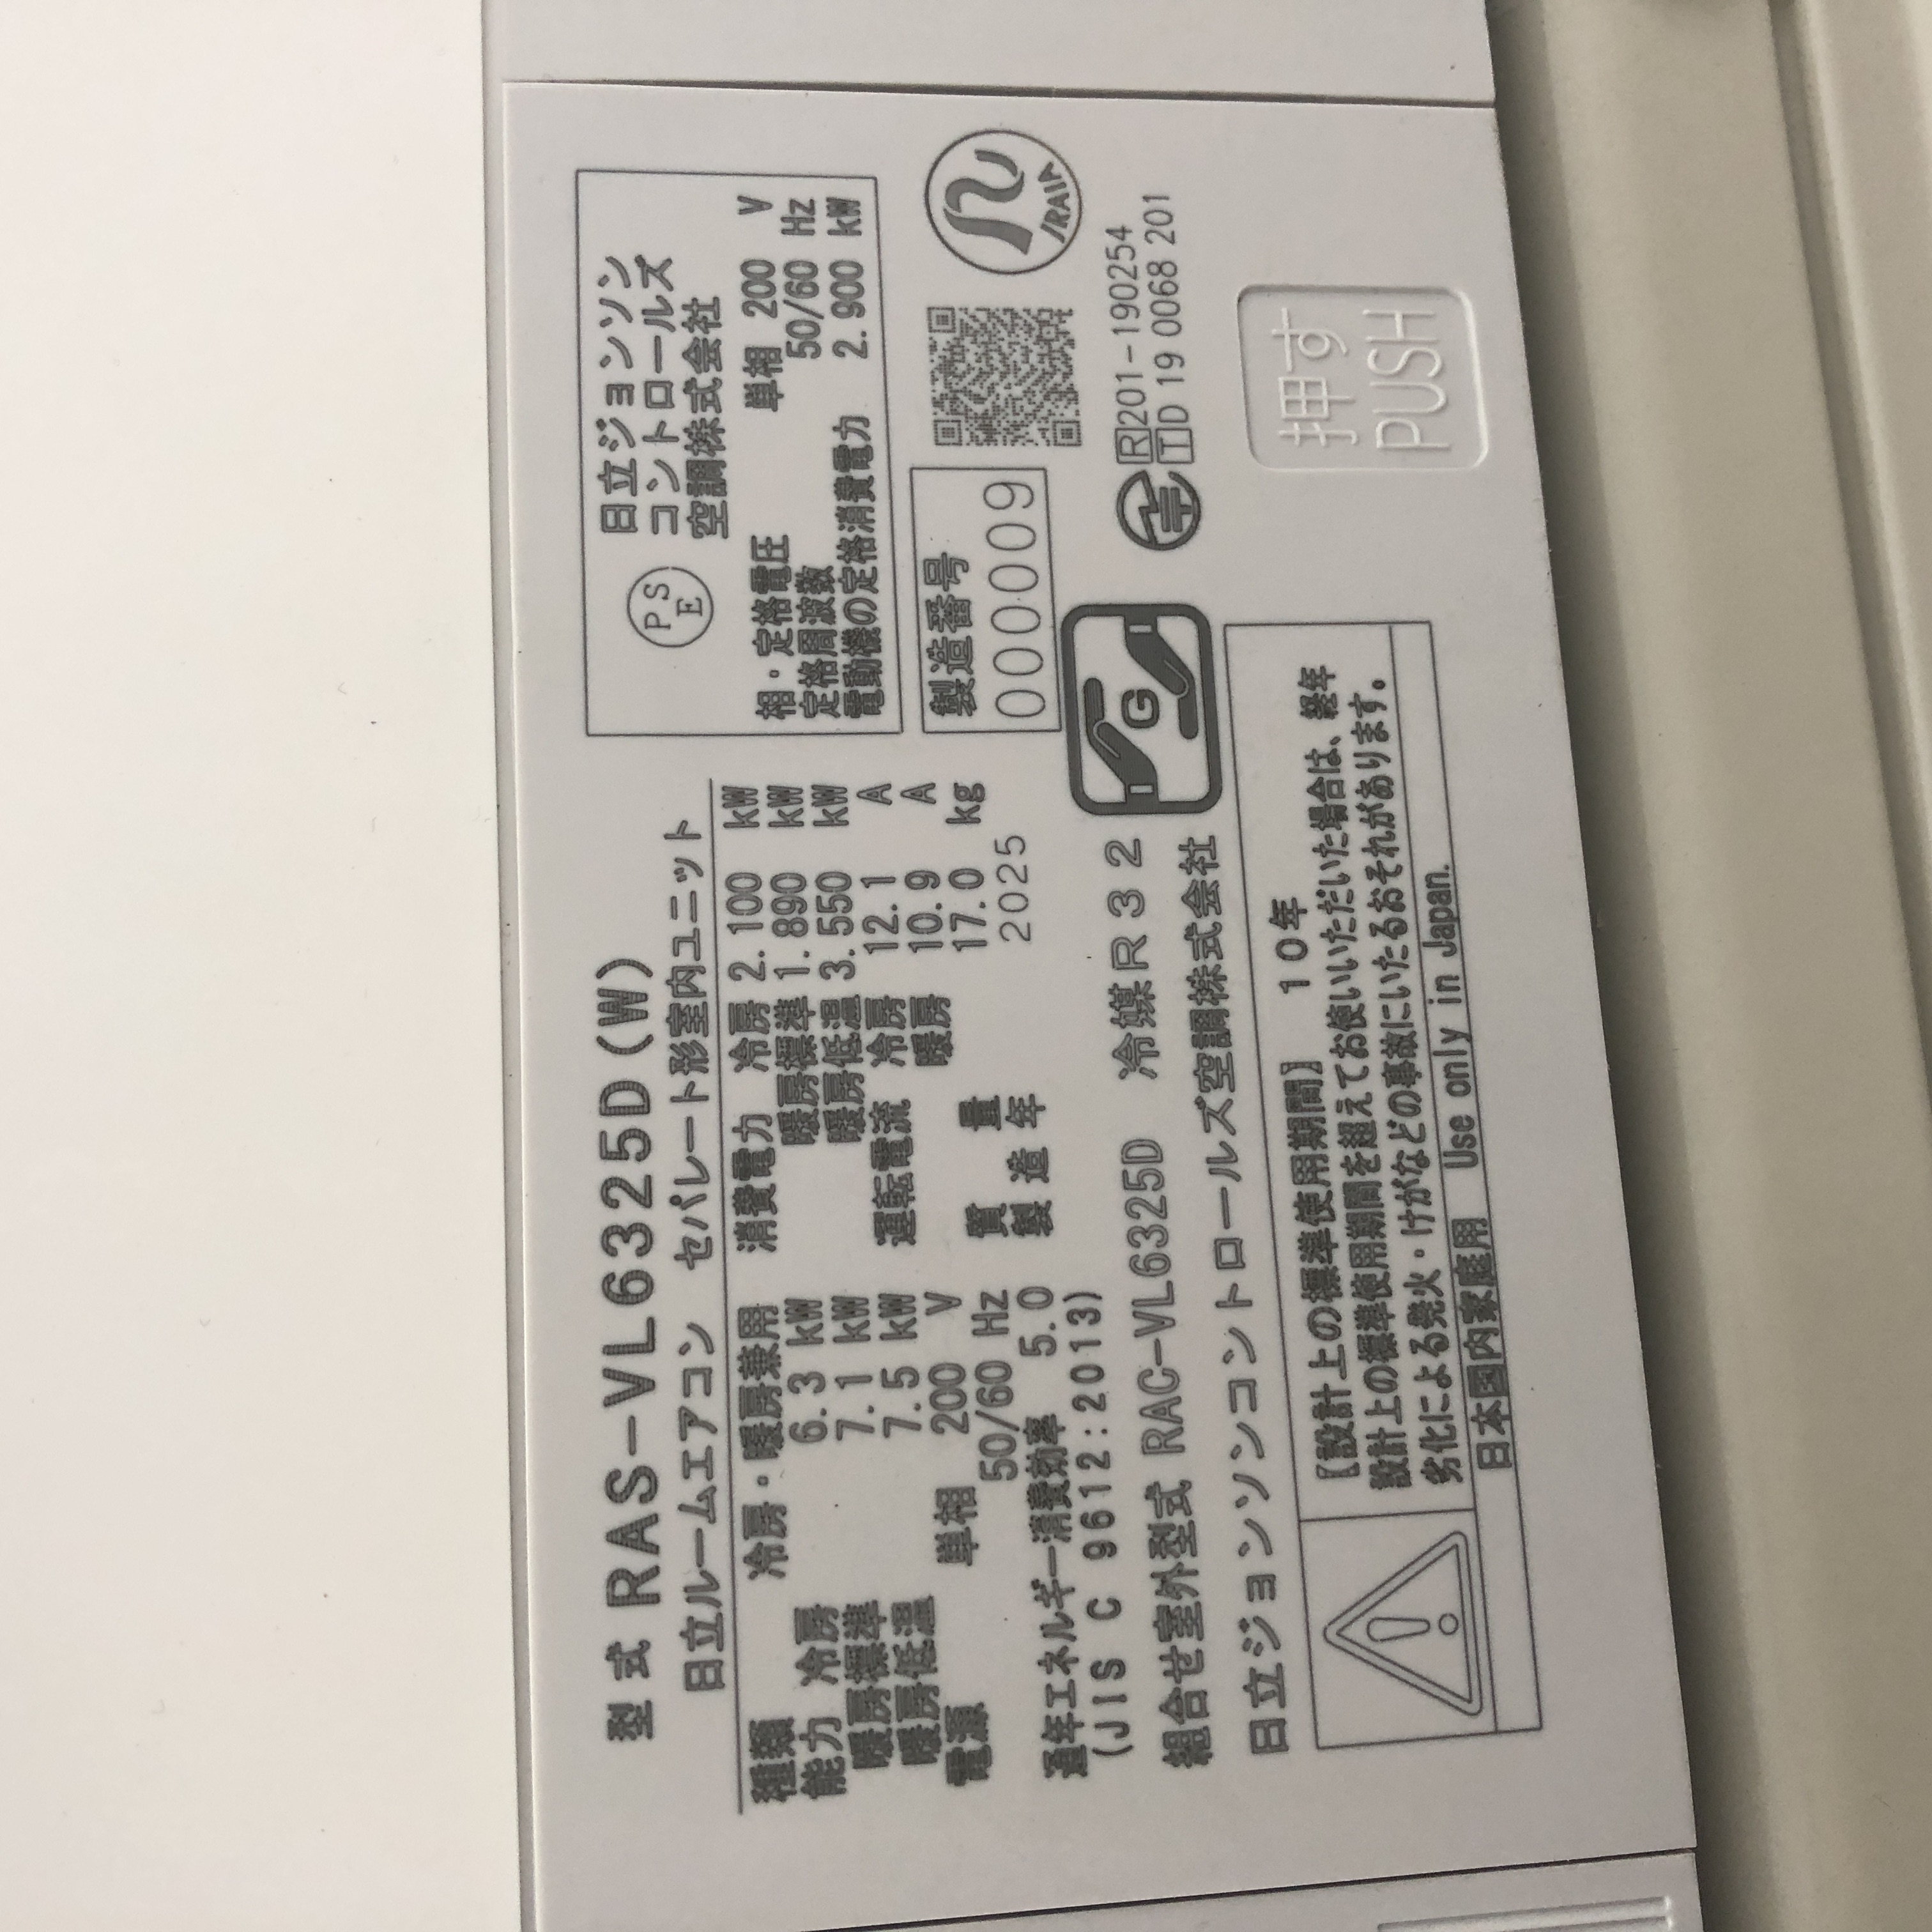 型式 RAS-VL6325D(W)
日立ルームエアコン セパレート形室内ユニット
種類 冷房・暖房兼用
能力 冷房 6.3 kW
暖房標準 7.1 kW
暖房低温 7.5 kW
電源 単相 200 V
50/60 Hz
通年エネルギー消費効率 5.0
(JIS C 9612:2013)
消費電力 冷房 2.100 kW
暖房標準 1.890 kW
暖房低温 3.550 kW
運転電流 冷房 12.1 A
暖房 10.9 A
質量 17.0 kg
製造年 2025
組合せ室外型式 RAC-VL6325D 冷媒R32
日立ジョンソンコントロールズ空調株式会社
G
【設計上の標準使用期間】 10年
設計上の標準使用期間を超えてお使いいただいた場合は、経年
劣化による発火・けがなどの事故にいたるおそれがあります。
日本国内家庭用 Use only in Japan.
PS
E
日立ジョンソン
コントロールズ
空調株式会社
相・定格電圧 単相 200 V
定格周波数 50/60 Hz
電動機の定格消費電力 2.900 kW
製造番号
000009
JRAIA
R 201-190254
T D 19 0068 201
押す
PUSH